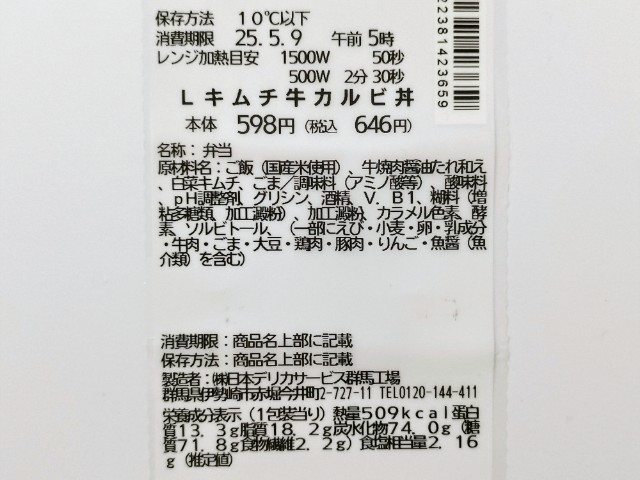 保存方法　10℃以下
消費期限　25.5.9　午前5時
レンジ加熱目安　1500W　50秒
500W　2分30秒
Lキムチ牛カルビ丼
本体 598円（税込 646円）
名称：弁当
原材料名：ご飯（国産米使用）、牛焼肉醤油だれ和え
、白菜キムチ、ごま／調味料（アミノ酸等）、酸味料
、pH調整剤、グリシン、酒精、V．B1、糊料（増
粘多糖類、加工澱粉）、加工澱粉、カラメル色素、酵
素、ソルビトール、（一部にえび・小麦・卵・乳成分
・牛肉・ごま・大豆・鶏肉・豚肉・りんご・魚醤（魚
介類）を含む）
消費期限：商品名上部に記載
保存方法：商品名上部に記載
製造者：㈱日本デリカサービス群馬工場
群馬県伊勢崎市赤堀今井町2-727-11 TEL0120-144-411
栄養成分表示（1包装当り）熱量509kcal蛋白
質13.3g脂質18.2g炭水化物74.0g（糖
質71.8g食物繊維2.2g）食塩相当量2.16
g（推定値）
2238142365​9